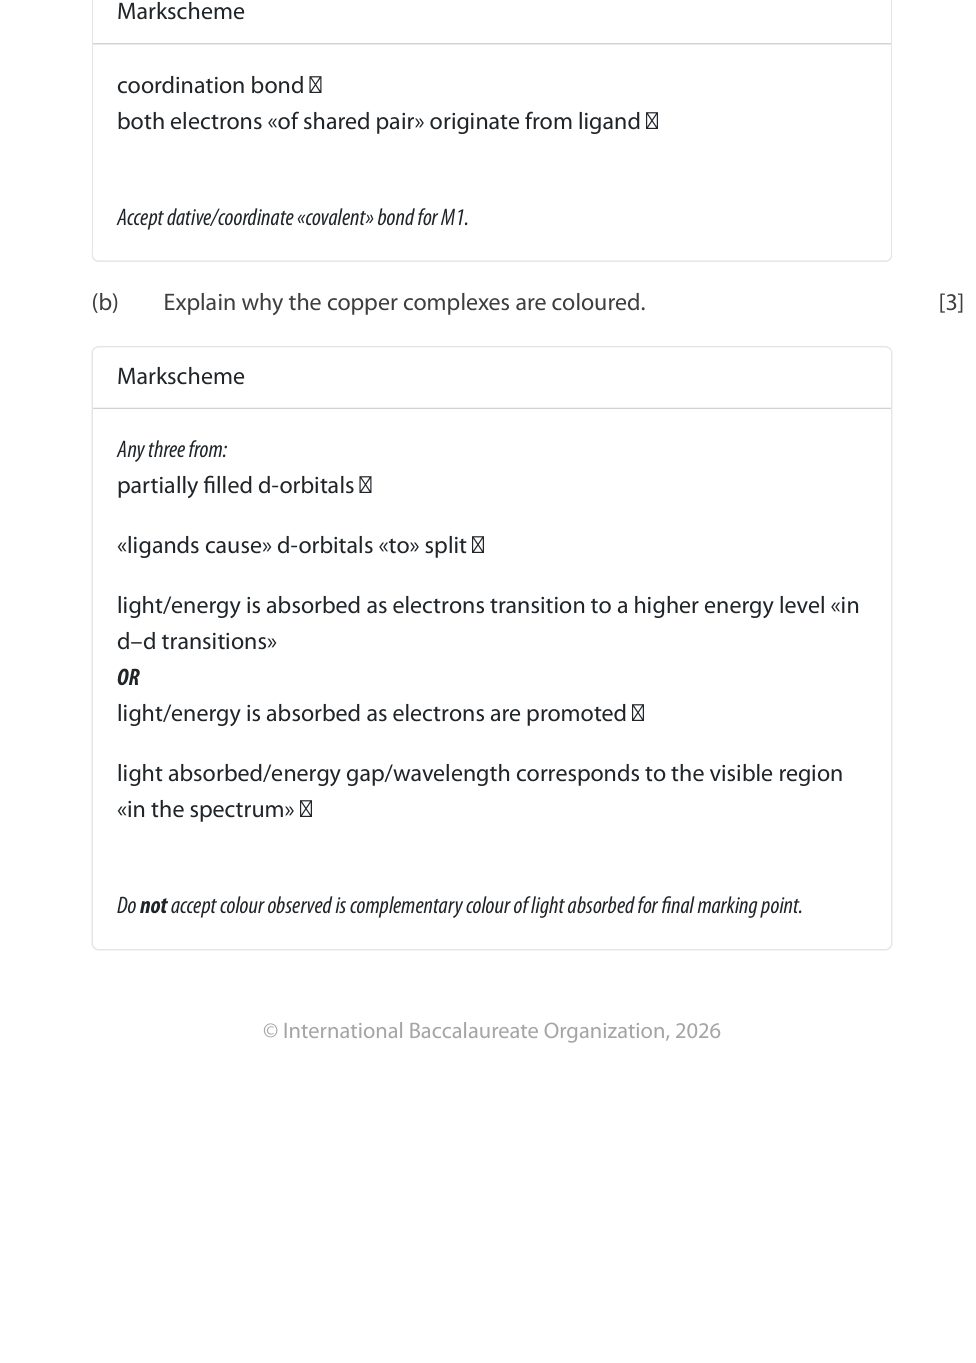 Markscheme
coordination bond
both electrons «of shared pair» originate from ligand
Accept dative/coordinate «covalent» bond for M1.
(b) Explain why the copper complexes are coloured. [3]
Markscheme
Any three from:
partially filled d-orbitals
«ligands cause» d-orbitals «to» split
light/energy is absorbed as electrons transition to a higher energy level «in
d–d transitions»
OR
light/energy is absorbed as electrons are promoted
light absorbed/energy gap/wavelength corresponds to the visible region
«in the spectrum»
Do not accept colour observed is complementary colour of light absorbed for final marking point.
© International Baccalaureate Organization, 2026